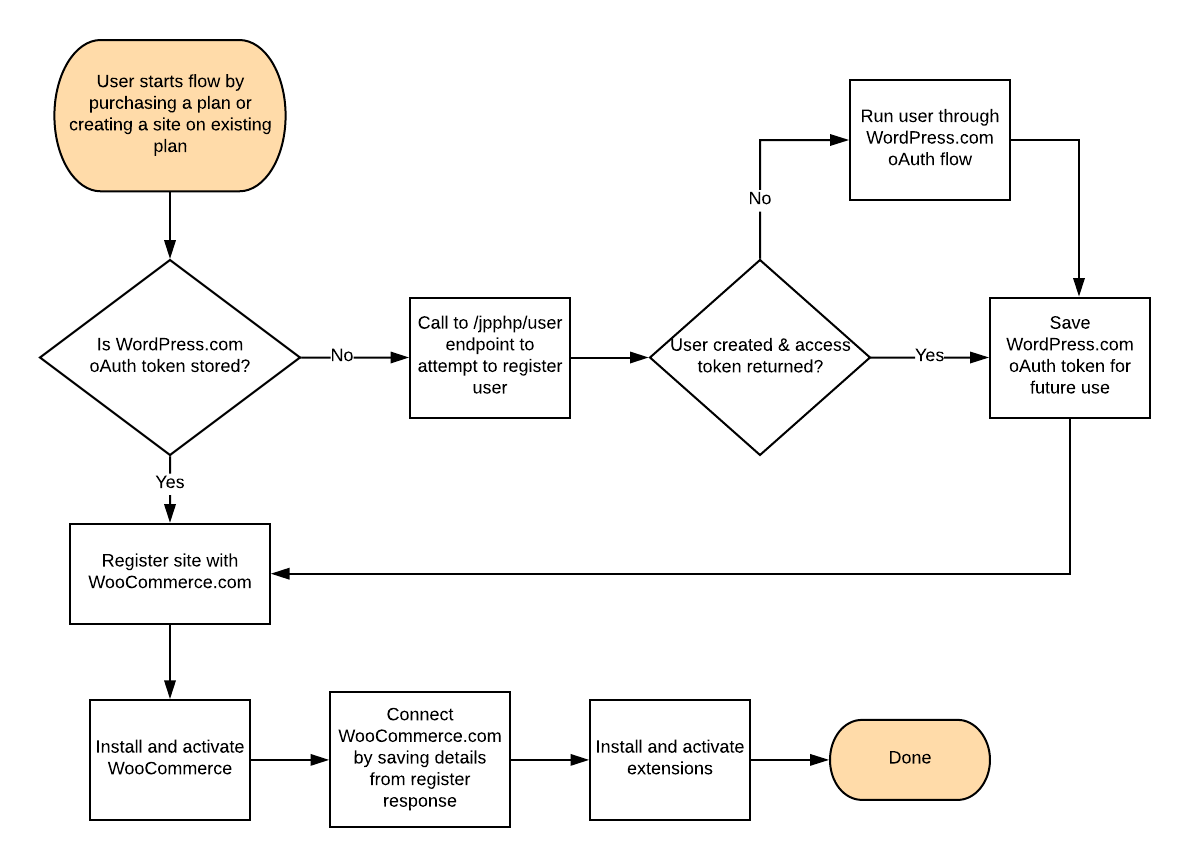 User starts flow by
purchasing a plan or
creating a site on existing
plan
Run user through
WordPress.com
oAuth flow
No
Is WordPress.com
oAuth token stored?
No
Call to /jpphp/user
endpoint to
attempt to register
user
User created & access
token returned?
Yes
Save
WordPress.com
oAuth token for
future use
Yes
Register site with
WooCommerce.com
Install and activate
WooCommerce
Connect
WooCommerce.com
by saving details
from register
response
Install and activate
extensions
Done